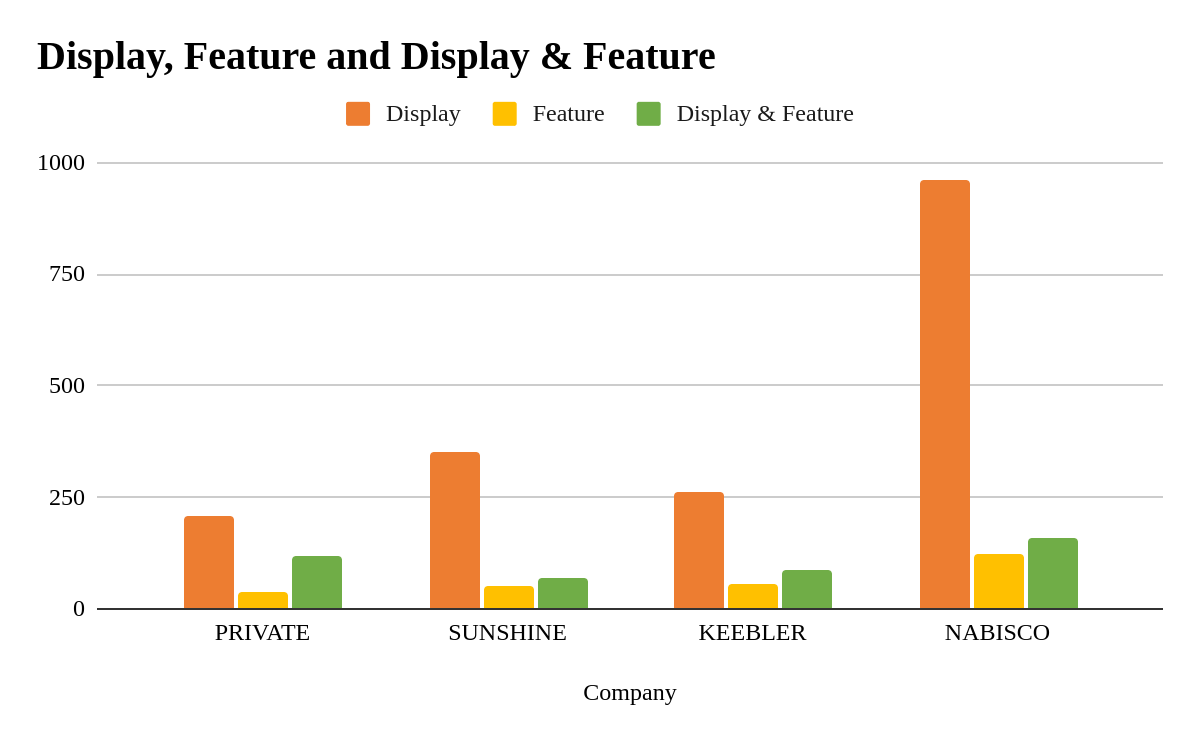 Display, Feature and Display & Feature
Display Feature Display & Feature
1000
750
500
250
0
PRIVATE SUNSHINE KEEBLER NABISCO
Company